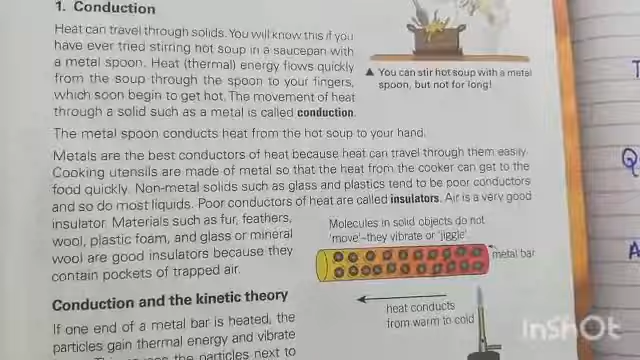 1. Conduction
Heat can travel through solids. You will know this if you
have ever tried stirring hot soup in a saucepan with
a metal spoon. Heat (thermal) energy flows quickly
from the soup through the spoon to your fingers,
which soon begin to get hot. The movement of heat
through a solid such as a metal is called conduction.
▲ You can stir hot soup with a metal
spoon, but not for long!
The metal spoon conducts heat from the hot soup to your hand.
Metals are the best conductors of heat because heat can travel through them easily.
Cooking utensils are made of metal so that the heat from the cooker can get to the
food quickly. Non-metal solids such as glass and plastics tend to be poor conductors
and so do most liquids. Poor conductors of heat are called insulators. Air is a very good
insulator. Materials such as fur, feathers,
wool, plastic foam, and glass or mineral
wool are good insulators because they
contain pockets of trapped air.
Molecules in solid objects do not
'move'–they vibrate or 'jiggle'.
metal bar
heat conducts
from warm to cold
Conduction and the kinetic theory
If one end of a metal bar is heated, the
particles gain thermal energy and vibrate
the particles next to
T
Q
A
InShOt